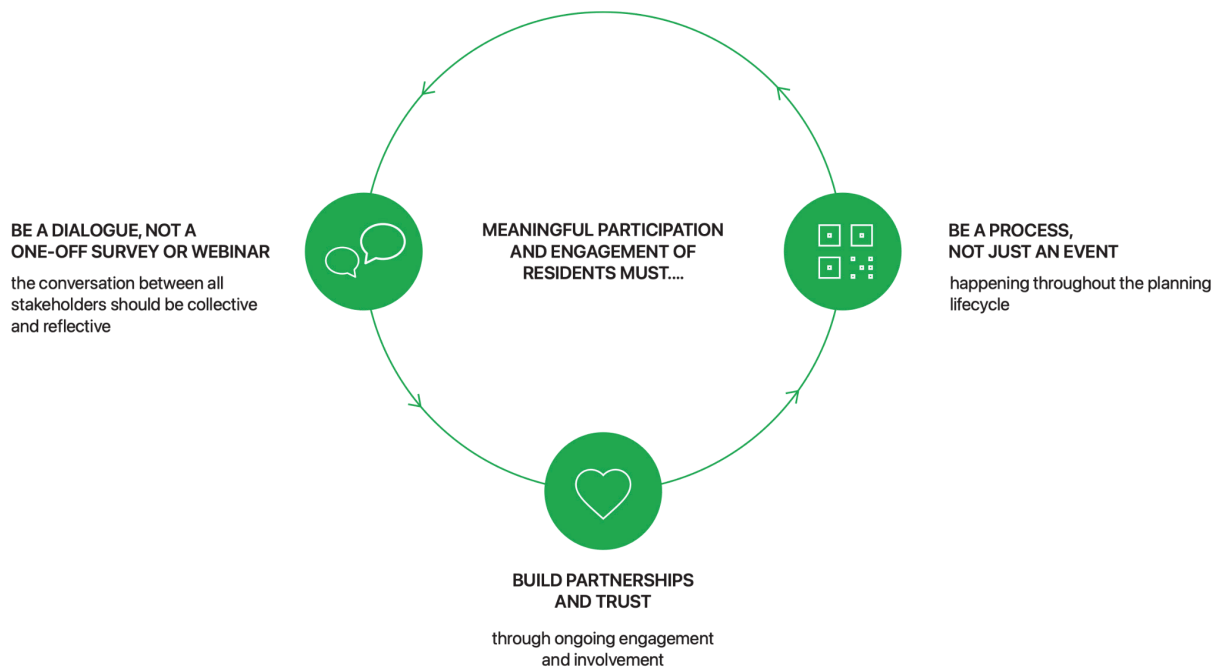 MEANINGFUL PARTICIPATION
AND ENGAGEMENT OF
RESIDENTS MUST....
BE A DIALOGUE, NOT A
ONE-OFF SURVEY OR WEBINAR
the conversation between all
stakeholders should be collective
and reflective
BUILD PARTNERSHIPS
AND TRUST
through ongoing engagement
and involvement
BE A PROCESS,
NOT JUST AN EVENT
happening throughout the planning
lifecycle